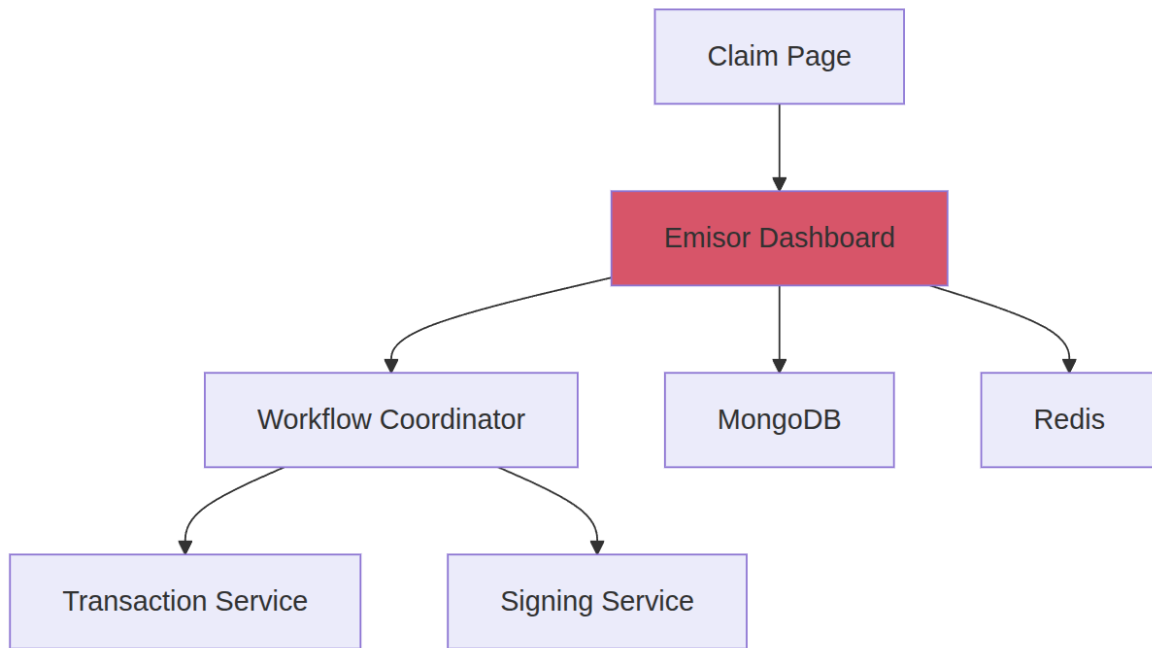 Claim Page
Emisor Dashboard
Workflow Coordinator
MongoDB
Redis
Transaction Service
Signing Service